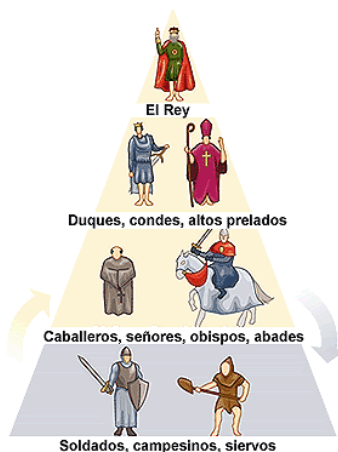 El Rey
Duques, condes, altos prelados
Caballeros, señores, obispos, abades
Soldados, campesinos, siervos